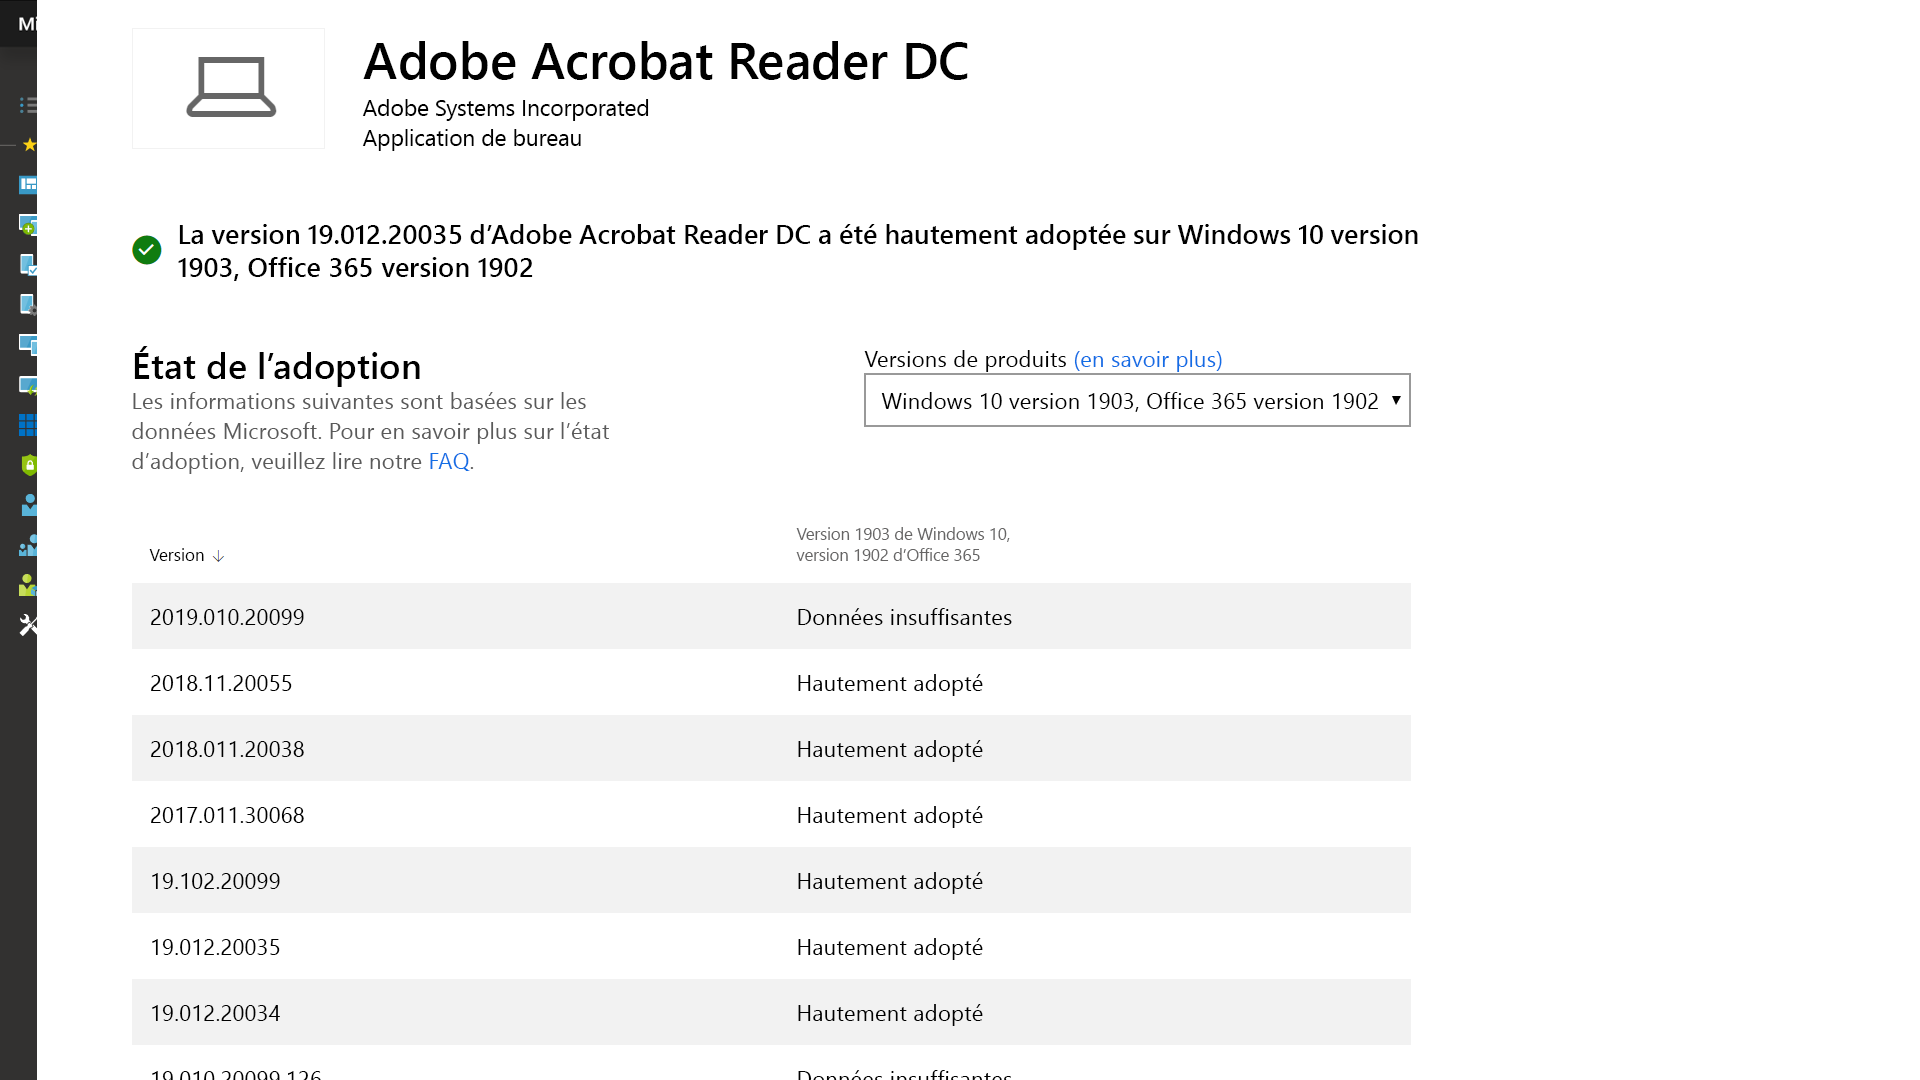 Mi
Adobe Acrobat Reader DC
Adobe Systems Incorporated
Application de bureau
La version 19.012.20035 d’Adobe Acrobat Reader DC a été hautement adoptée sur Windows 10 version
1903, Office 365 version 1902
État de l’adoption
Les informations suivantes sont basées sur les
données Microsoft. Pour en savoir plus sur l’état
d’adoption, veuillez lire notre FAQ.
Versions de produits (en savoir plus)
Windows 10 version 1903, Office 365 version 1902
Version ↓
Version 1903 de Windows 10,
version 1902 d’Office 365
2019.010.20099 Données insuffisantes
2018.11.20055 Hautement adopté
2018.011.20038 Hautement adopté
2017.011.30068 Hautement adopté
19.102.20099 Hautement adopté
19.012.20035 Hautement adopté
19.012.20034 Hautement adopté
19.010.20099.126 Données insuffisantes